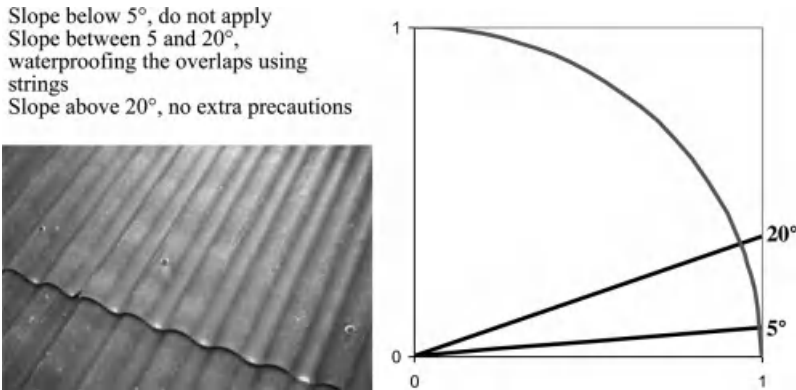 Slope below 5°, do not apply
Slope between 5 and 20°,
waterproofing the overlaps using
strings
Slope above 20°, no extra precautions
1
20°
5°
0
0
1